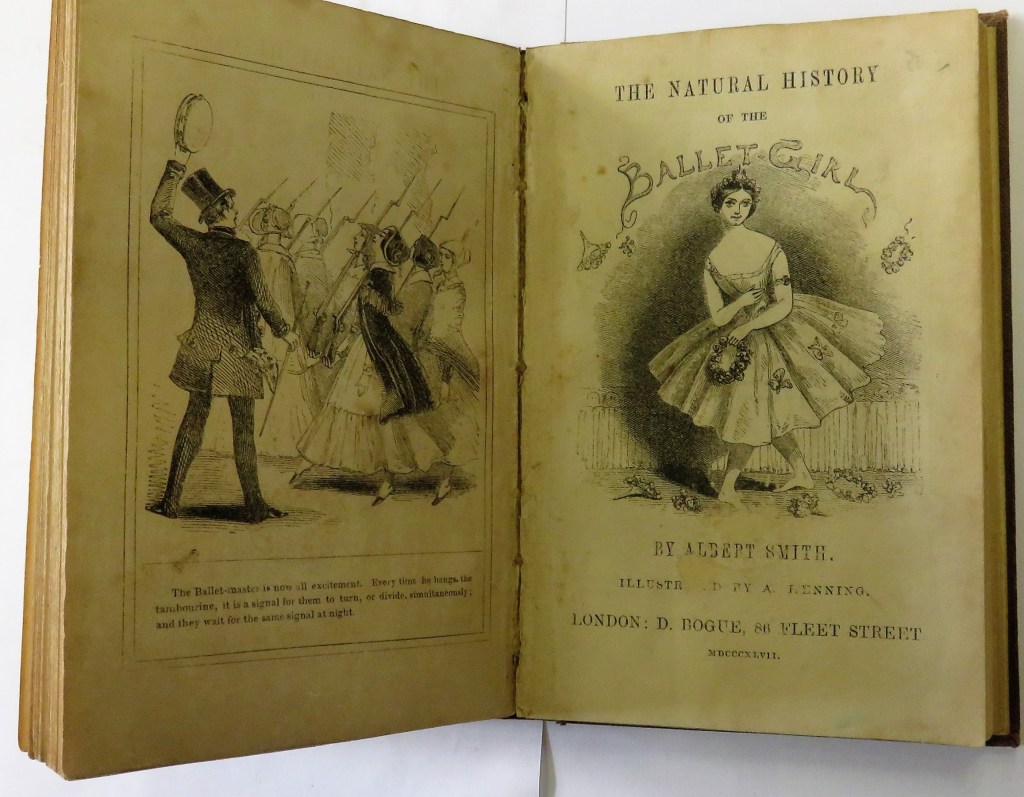 The Ballet-master is now all excitement. Every time he bangs the
tambourine, it is a signal for them to turn, or divide, simultaneously;
and they wait for the same signal at night.
THE NATURAL HISTORY
OF THE
BALLET-GIRL
BY ALBERT SMITH.
BY A. HENNING.
LONDON: D. BOGUE, 86 FLEET STREET
MDCCCXLVII.